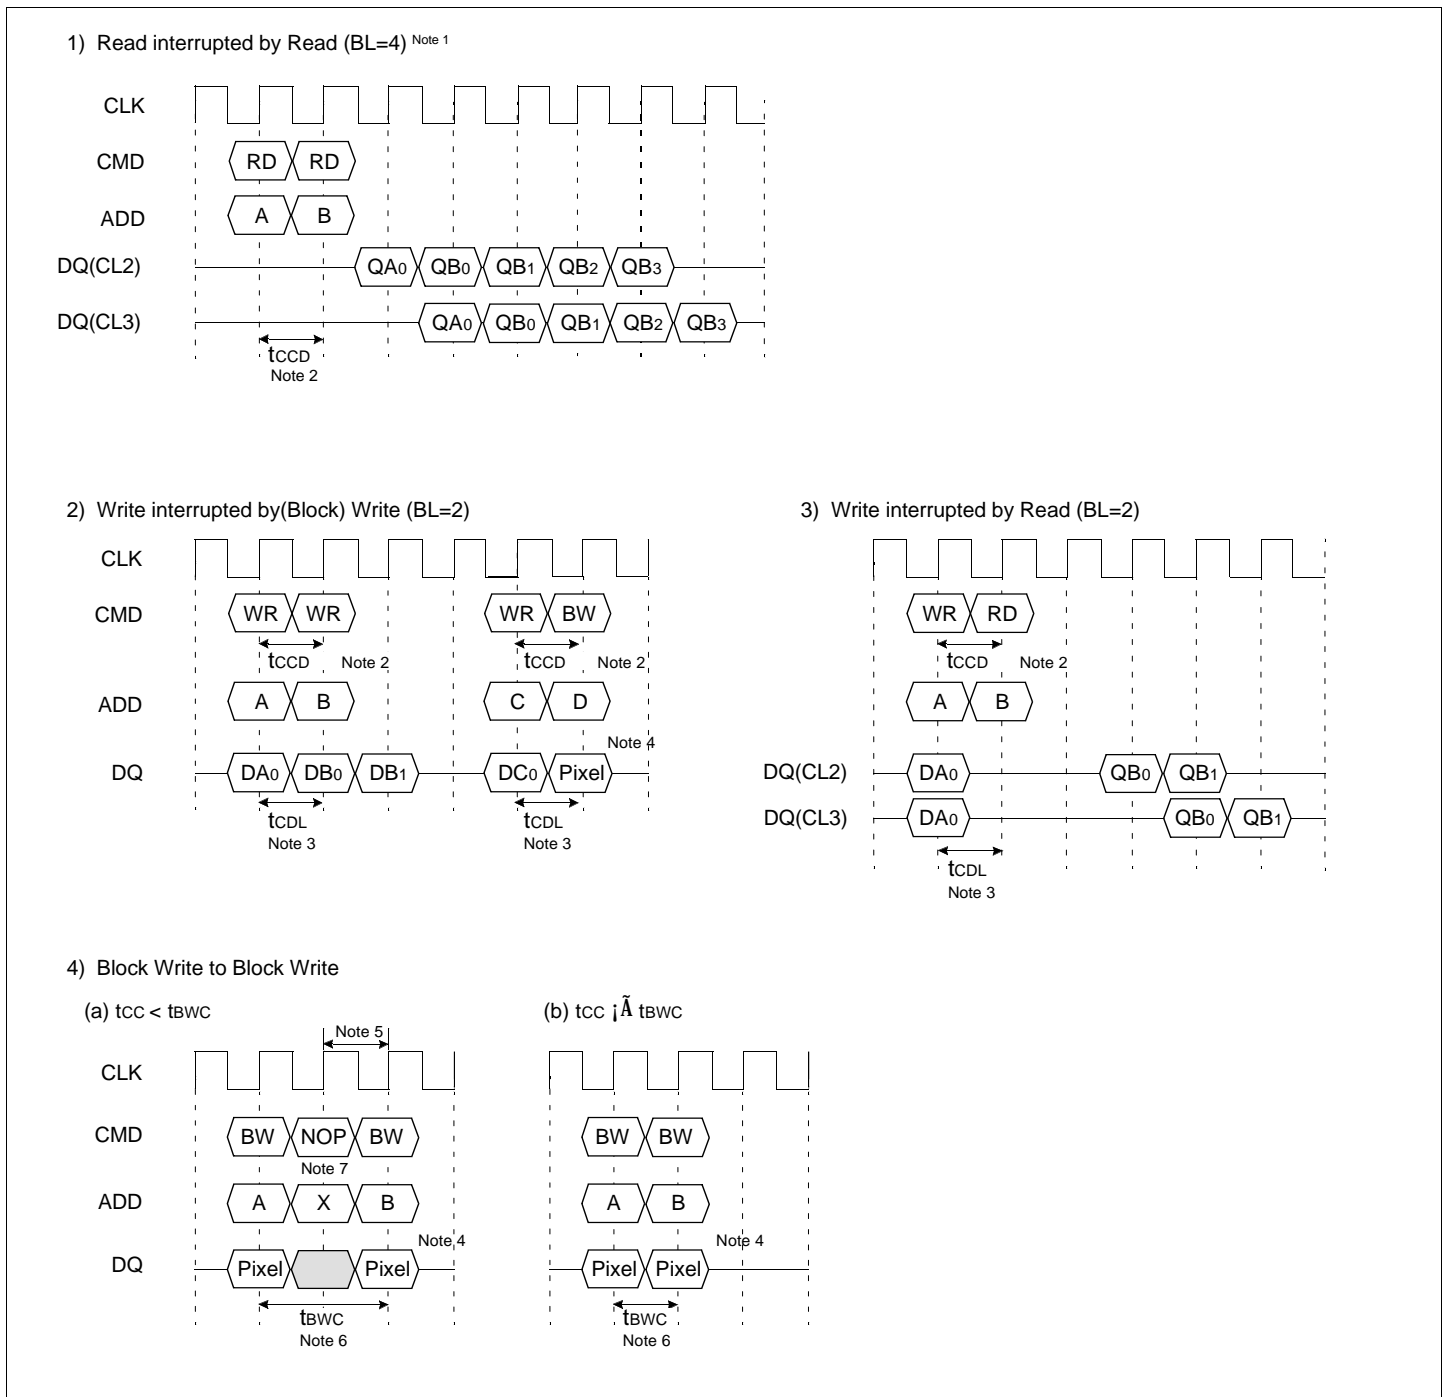 1) Read interrupted by Read (BL=4) Note 1
CLK
CMD RD RD
ADD A B
DQ(CL2) QA0 QB0 QB1 QB2 QB3
DQ(CL3) QA0 QB0 QB1 QB2 QB3
tCCD
Note 2
2) Write interrupted by(Block) Write (BL=2)
CLK
CMD WR WR WR BW
tCCD Note 2 tCCD Note 2
ADD A B C D
Note 4
DQ DA0 DB0 DB1 DC0 Pixel
tCDL tCDL
Note 3 Note 3
3) Write interrupted by Read (BL=2)
CLK
CMD WR RD
tCCD Note 2
ADD A B
DQ(CL2) DA0 QB0 QB1
DQ(CL3) DA0 QB0 QB1
tCDL
Note 3
4) Block Write to Block Write
(a) tCC < tBWC
Note 5
CLK
CMD BW NOP BW
Note 7
ADD A X B
Note 4
DQ Pixel Pixel
tBWC
Note 6
(b) tCC ¡Ã tBWC
BW BW
A B
Note 4
Pixel Pixel
tBWC
Note 6